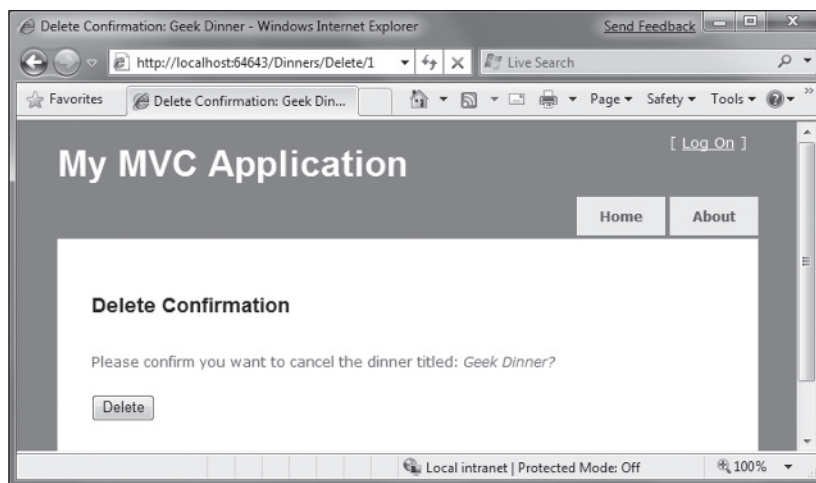 Delete Confirmation: Geek Dinner - Windows Internet Explorer
Send Feedback
http://localhost:64643/Dinners/Delete/1
Live Search
Favorites
Delete Confirmation: Geek Din...
Page
Safety
Tools
[ Log On ]
My MVC Application
Home
About
Delete Confirmation
Please confirm you want to cancel the dinner titled: Geek Dinner?
Delete
Local intranet | Protected Mode: Off
100%